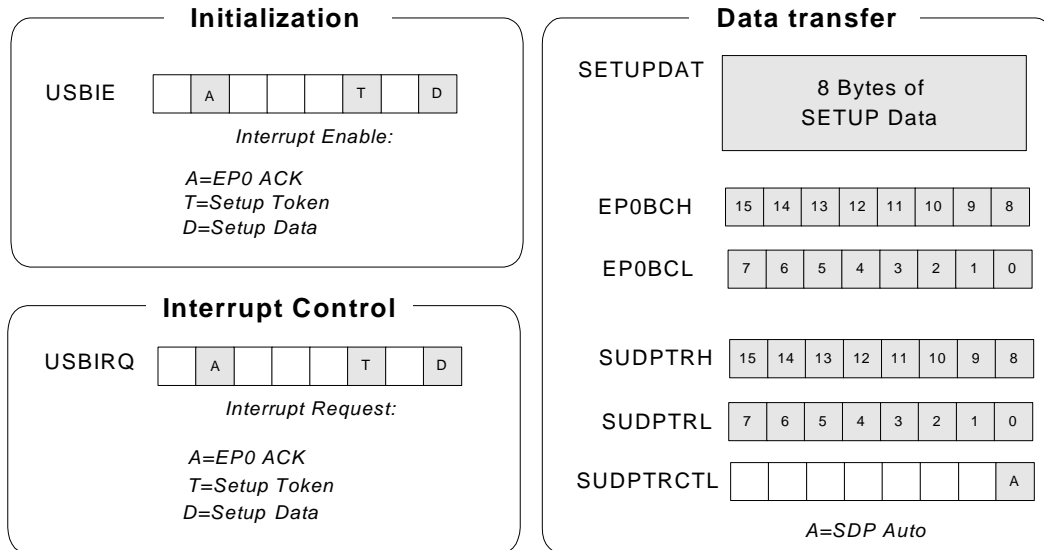 Initialization
USBIE
A T D
Interrupt Enable:
A=EP0 ACK
T=Setup Token
D=Setup Data
Interrupt Control
USBIRQ
A T D
Interrupt Request:
A=EP0 ACK
T=Setup Token
D=Setup Data
Data transfer
SETUPDAT
8 Bytes of
SETUP Data
EP0BCH 15 14 13 12 11 10 9 8
EP0BCL 7 6 5 4 3 2 1 0
SUDPTRH 15 14 13 12 11 10 9 8
SUDPTRL 7 6 5 4 3 2 1 0
SUDPTRCTL A
A=SDP Auto